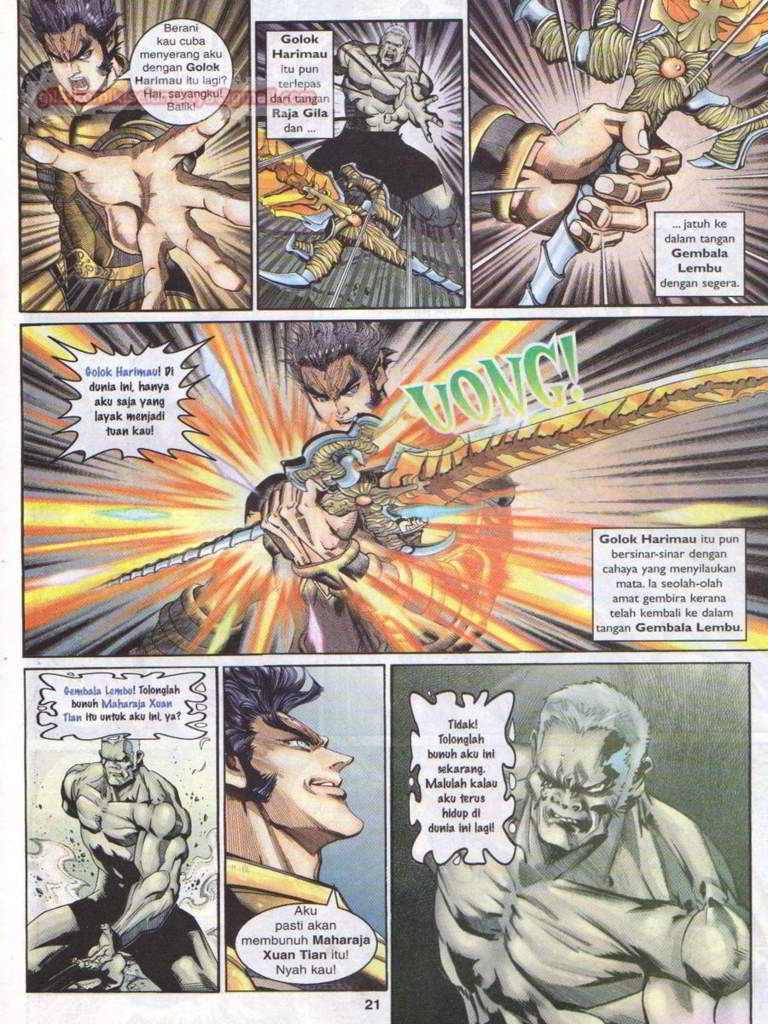 Berani
kau cuba
menyerang aku
dengan Golok
Harimau itu lagi?
Hai, sayangku!
Balik!
Golok
Harimau
itu pun
terlepas
dari tangan
Raja Gila
dan ...
... jatuh ke
dalam tangan
Gembala
Lembu
dengan segera.
Golok Harimau! Di
dunia ini, hanya
aku saja yang
layak menjadi
tuan kau!
UONG!
Golok Harimau itu pun
bersinar-sinar dengan
cahaya yang menyilaukan
mata. Ia seolah-olah
amat gembira kerana
telah kembali ke dalam
tangan Gembala Lembu.
Gembala Lembu! Tolonglah
bunuh Maharaja Xuan
Tian itu untuk aku ini, ya?
Aku
pasti akan
membunuh Maharaja
Xuan Tian itu!
Nyah kau!
Tidak!
Tolonglah
bunuh aku ini
sekarang.
Malulah kalau
aku terus
hidup di
dunia ini lagi!
21